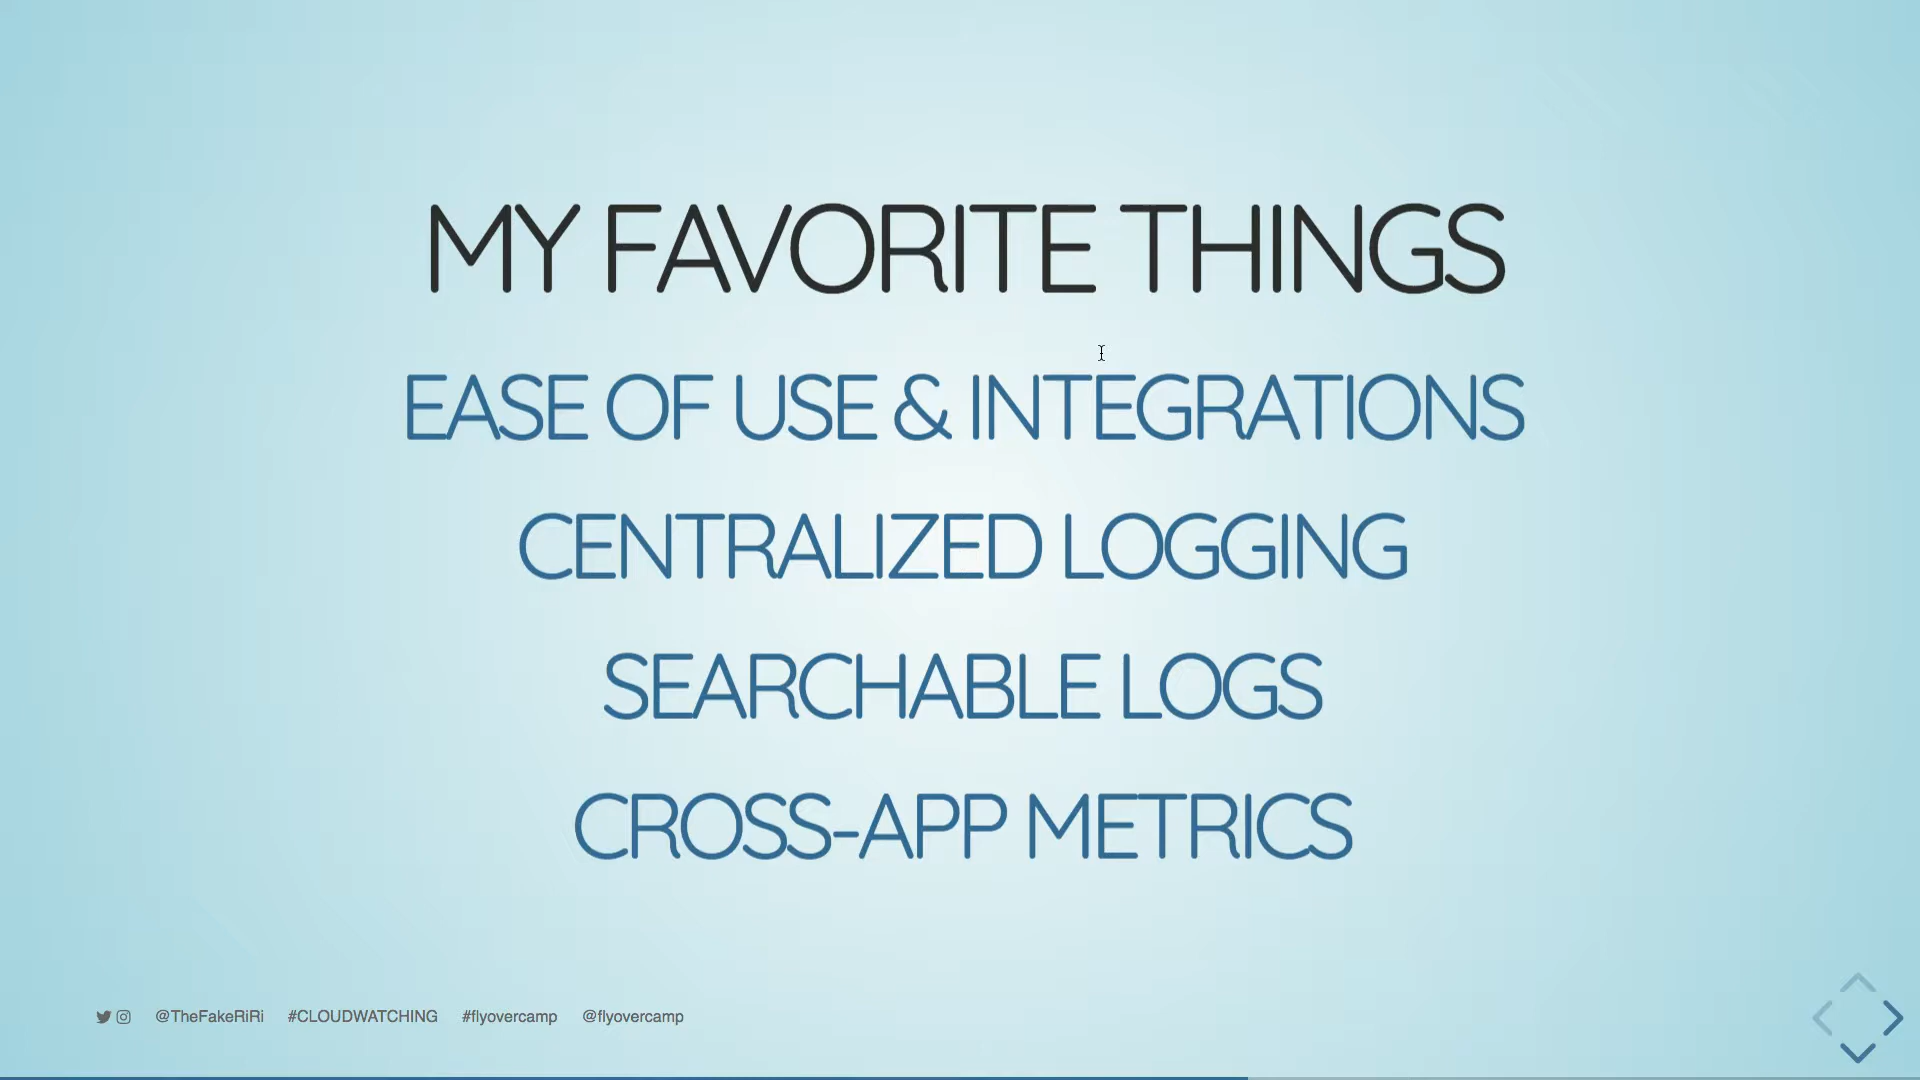 MY FAVORITE THINGS
EASE OF USE & INTEGRATIONS
CENTRALIZED LOGGING
SEARCHABLE LOGS
CROSS-APP METRICS
@TheFakeRiRi #CLOUDWATCHING #flyovercamp @flyovercamp